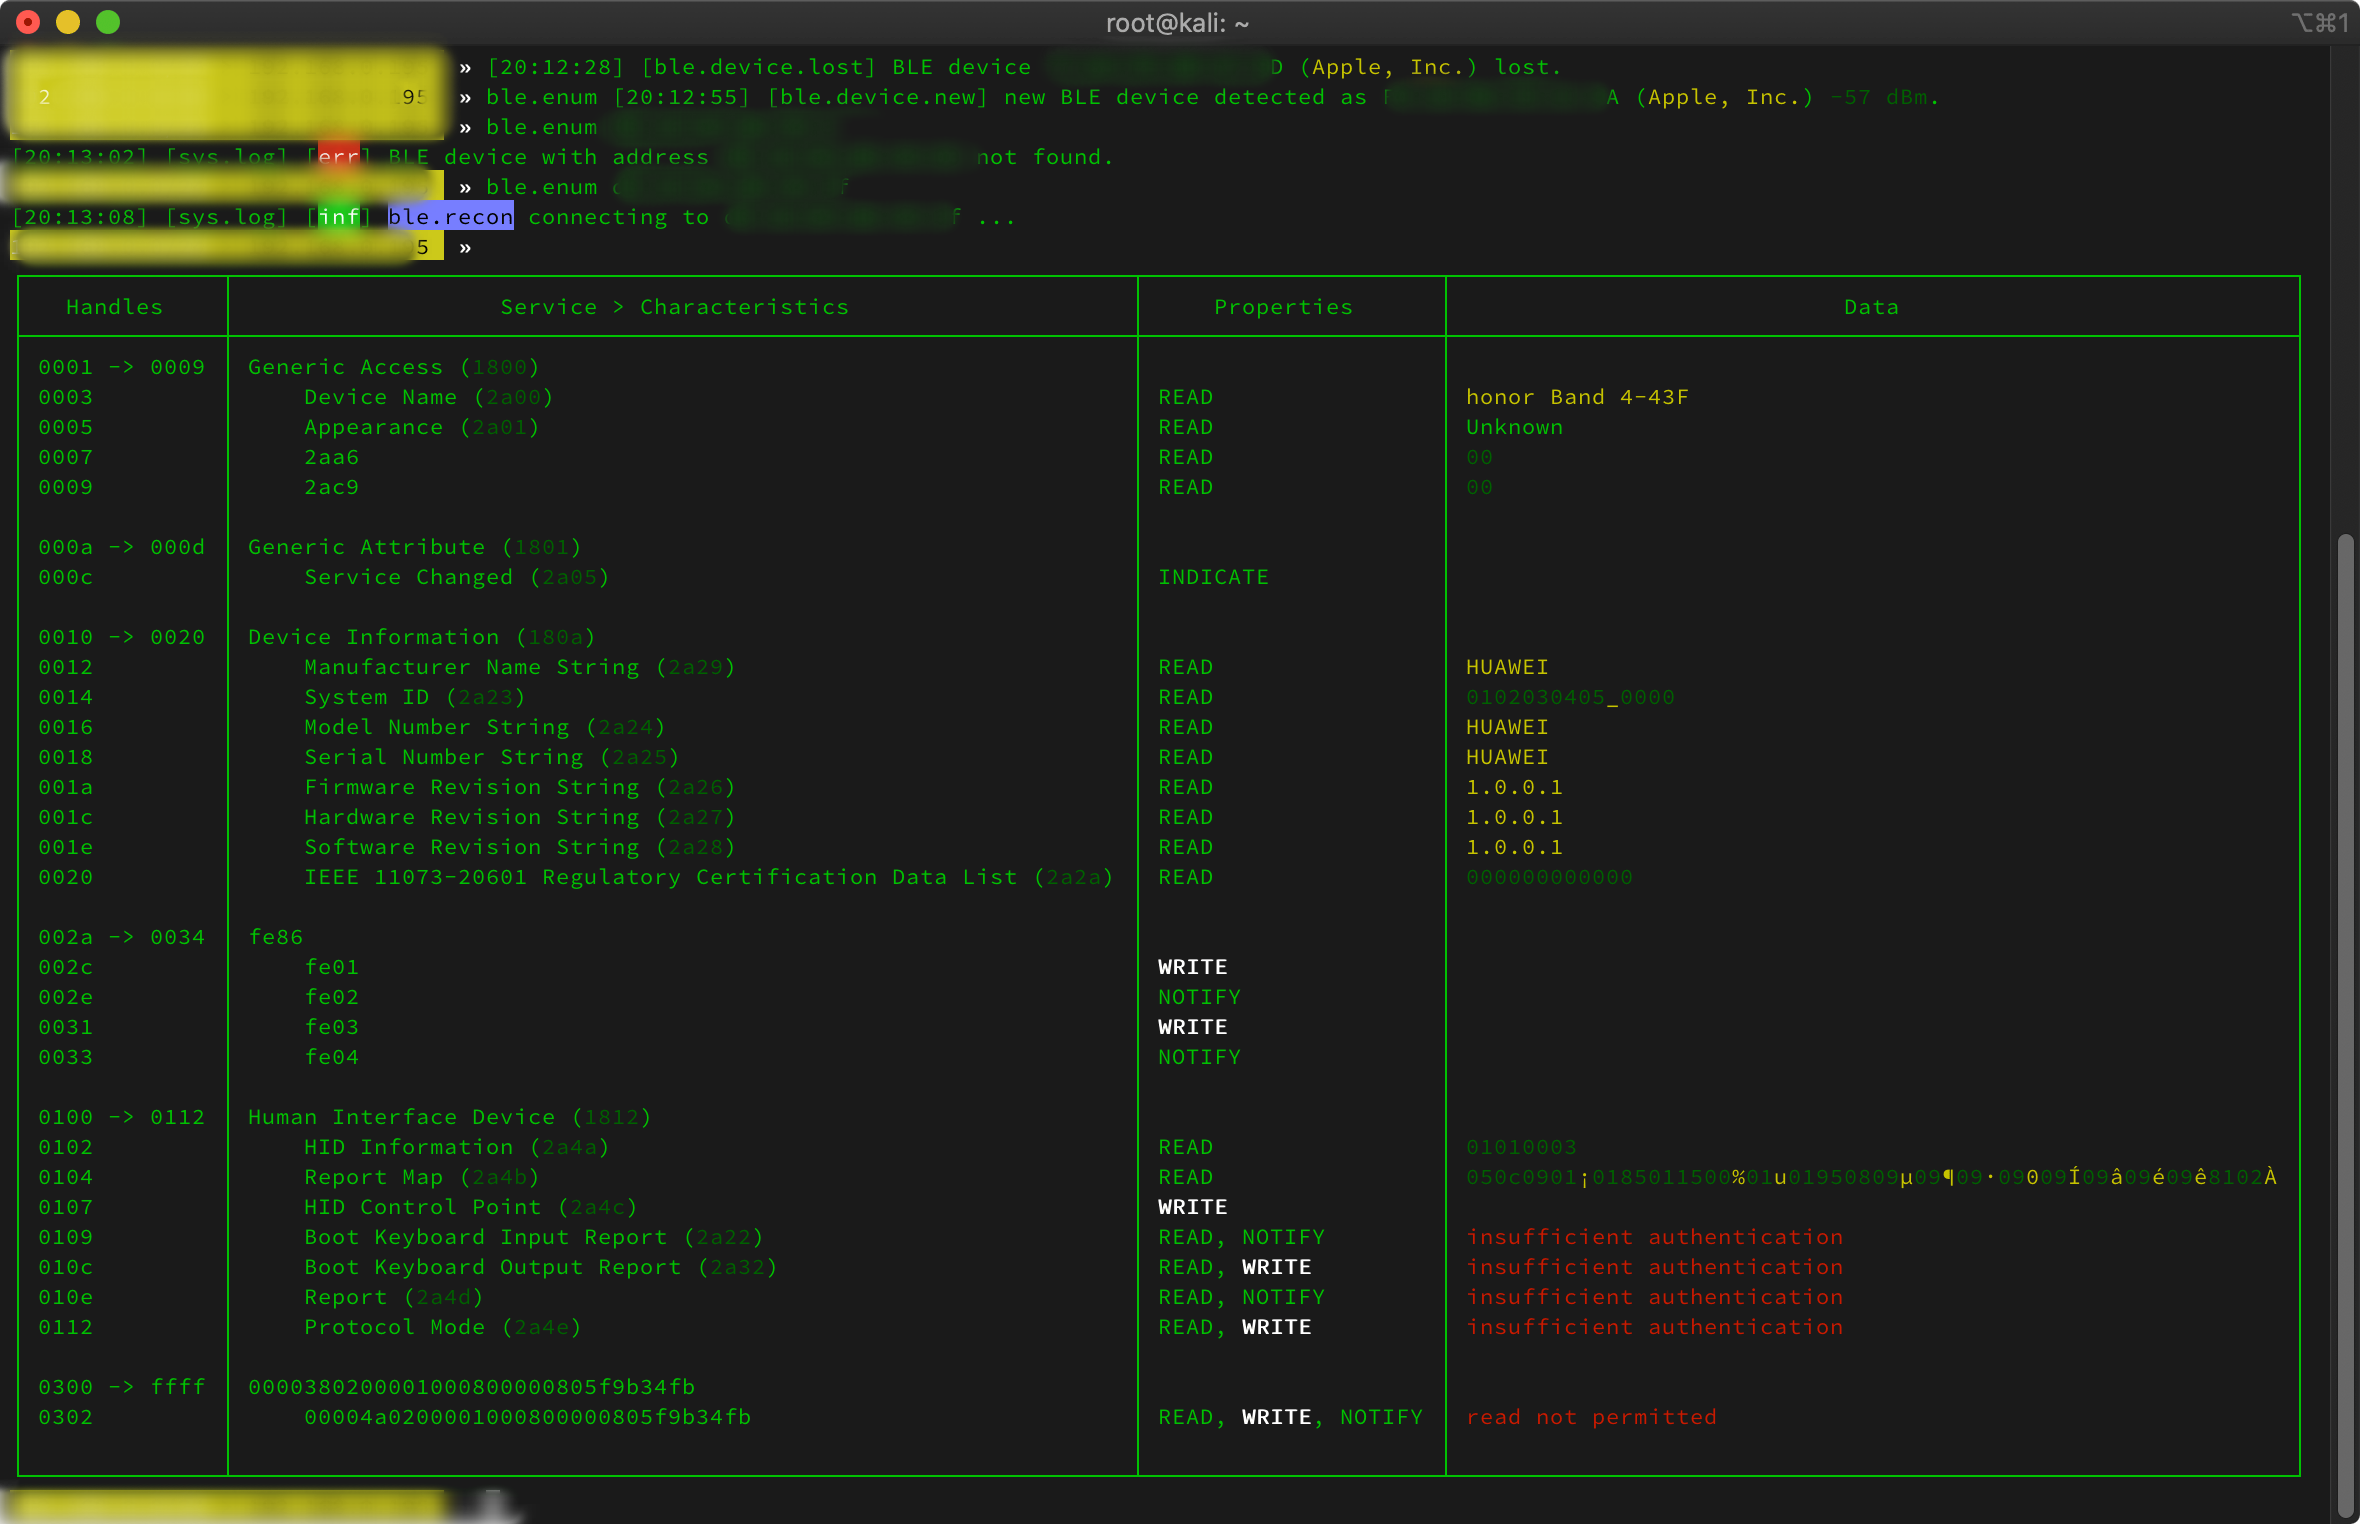 root@kali: ~
⌥⌘1
» [20:12:28] [ble.device.lost] BLE device D (Apple, Inc.) lost.
2 95 » ble.enum [20:12:55] [ble.device.new] new BLE device detected as A (Apple, Inc.) -57 dBm.
» ble.enum
[20:13:02] [sys.log] [err] BLE device with address not found.
» ble.enum f
[20:13:08] [sys.log] [inf] ble.recon connecting to f ...
5 »
Handles Service > Characteristics Properties Data
0001 -> 0009 Generic Access (1800)
0003 Device Name (2a00) READ honor Band 4-43F
0005 Appearance (2a01) READ Unknown
0007 2aa6 READ 00
0009 2ac9 READ 00
000a -> 000d Generic Attribute (1801)
000c Service Changed (2a05) INDICATE
0010 -> 0020 Device Information (180a)
0012 Manufacturer Name String (2a29) READ HUAWEI
0014 System ID (2a23) READ 0102030405_0000
0016 Model Number String (2a24) READ HUAWEI
0018 Serial Number String (2a25) READ HUAWEI
001a Firmware Revision String (2a26) READ 1.0.0.1
001c Hardware Revision String (2a27) READ 1.0.0.1
001e Software Revision String (2a28) READ 1.0.0.1
0020 IEEE 11073-20601 Regulatory Certification Data List (2a2a) READ 000000000000
002a -> 0034 fe86
002c fe01 WRITE
002e fe02 NOTIFY
0031 fe03 WRITE
0033 fe04 NOTIFY
0100 -> 0112 Human Interface Device (1812)
0102 HID Information (2a4a) READ 01010003
0104 Report Map (2a4b) READ 050c0901¡0185011500%01u01950809µ09¶09·09009Í09â09é09ê8102À
0107 HID Control Point (2a4c) WRITE
0109 Boot Keyboard Input Report (2a22) READ, NOTIFY insufficient authentication
010c Boot Keyboard Output Report (2a32) READ, WRITE insufficient authentication
010e Report (2a4d) READ, NOTIFY insufficient authentication
0112 Protocol Mode (2a4e) READ, WRITE insufficient authentication
0300 -> ffff 0000380200001000800000805f9b34fb
0302 00004a0200001000800000805f9b34fb READ, WRITE, NOTIFY read not permitted